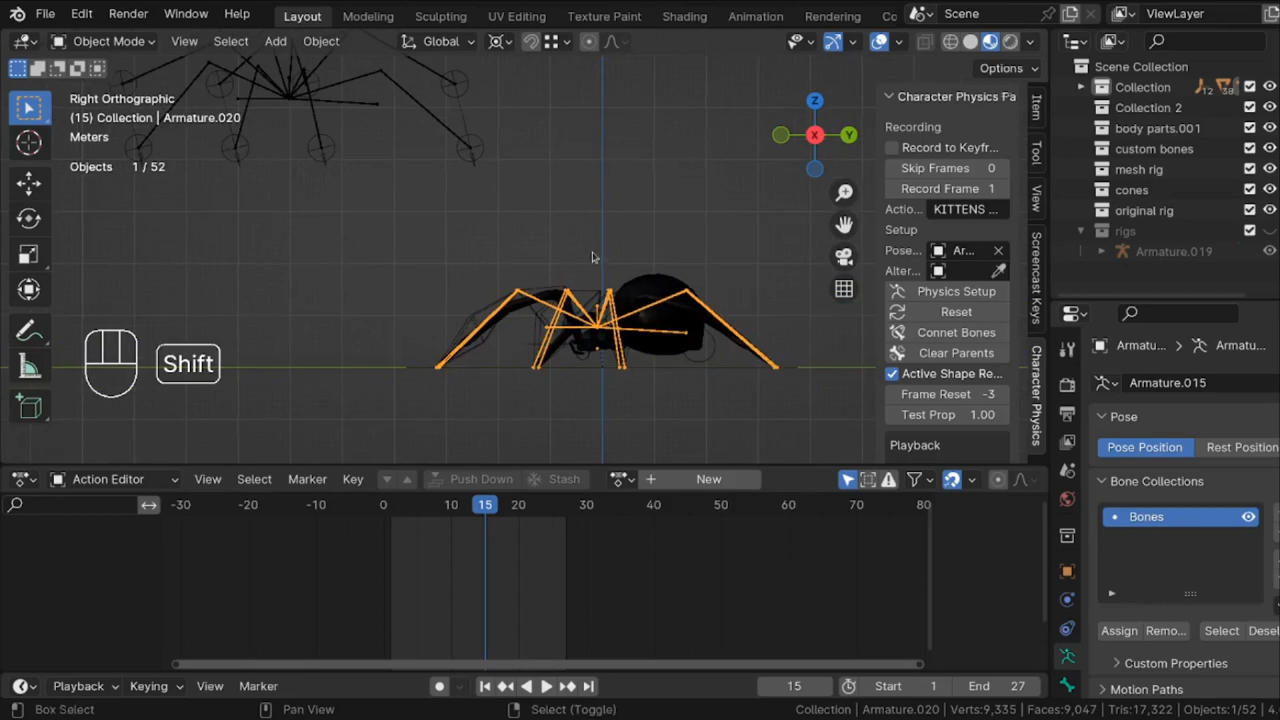 File Edit Render Window Help Layout Modeling Sculpting UV Editing Texture Paint Shading Animation Rendering Co Scene ViewLayer
Object Mode View Select Add Object Global
Options
Right Orthographic
(15) Collection | Armature.020
Meters
Objects 1 / 52
Z
X
Y
Character Physics Pa
Recording
Record to Keyfr...
Skip Frames 0
Record Frame 1
Actio... KITTENS ...
Setup
Pose... Ar...
Alter...
Physics Setup
Reset
Connet Bones
Clear Parents
Active Shape Re...
Frame Reset -3
Test Prop 1.00
Playback
Item
Tool
View
Screencast Keys
Character Physics
Shift
Scene Collection
Collection 12 38
Collection 2
body parts.001
custom bones
mesh rig
cones
original rig
rigs
Armature.019
Armatu... Armatur...
Armature.015
Pose
Pose Position Rest Position
Bone Collections
Bones
Assign Remo... Select Desel
Custom Properties
Motion Paths
Action Editor View Select Marker Key Push Down Stash New
-30 -20 -10 0 10 15 20 30 40 50 60 70 80
Playback Keying View Marker 15 Start 1 End 27
Box Select Pan View Select (Toggle) Collection | Armature.020 | Verts:9,335 | Faces:9,047 | Tris:17,322 | Objects:1/52 | 4.